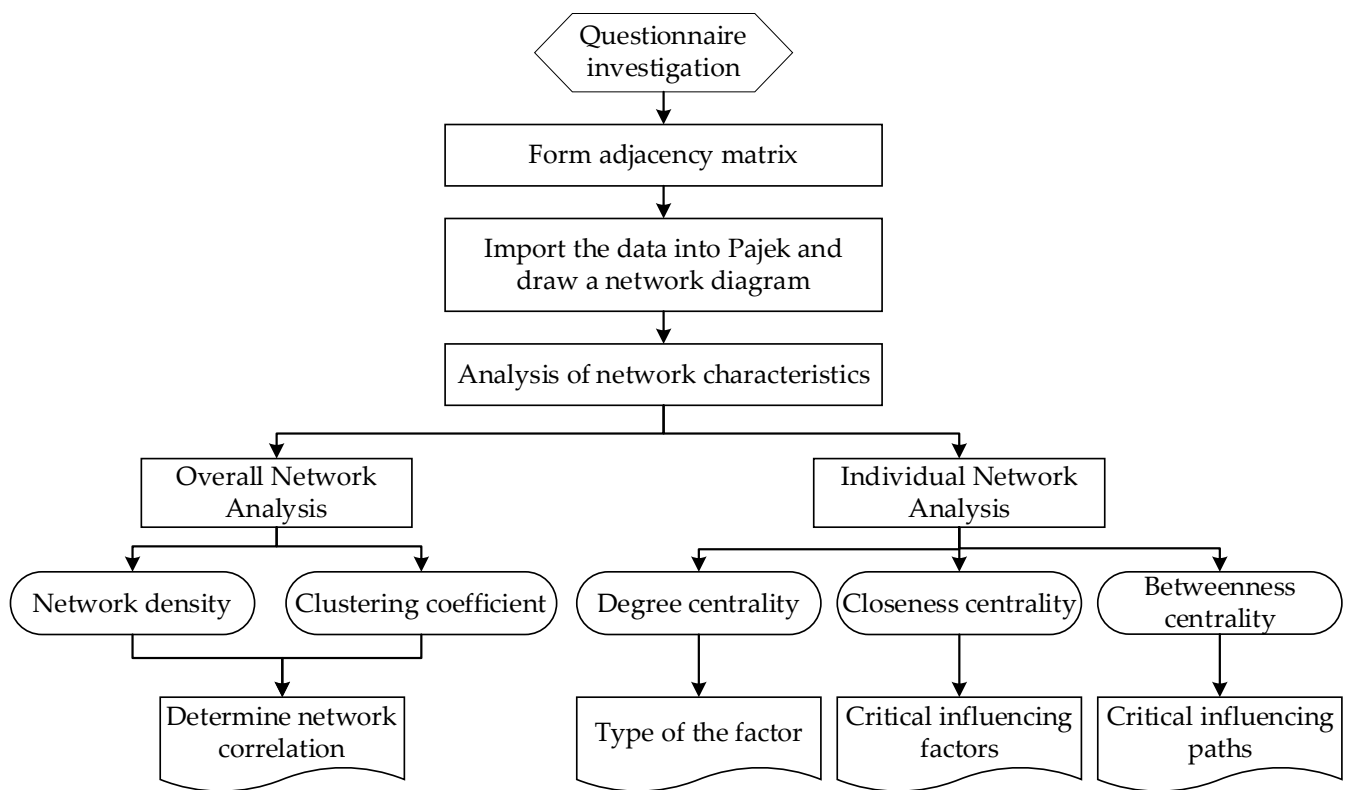 Questionnaire
investigation
Form adjacency matrix
Import the data into Pajek and
draw a network diagram
Analysis of network characteristics
Overall Network
Analysis
Individual Network
Analysis
Network density
Clustering coefficient
Degree centrality
Closeness centrality
Betweenness
centrality
Determine network
correlation
Type of the factor
Critical influencing
factors
Critical influencing
paths